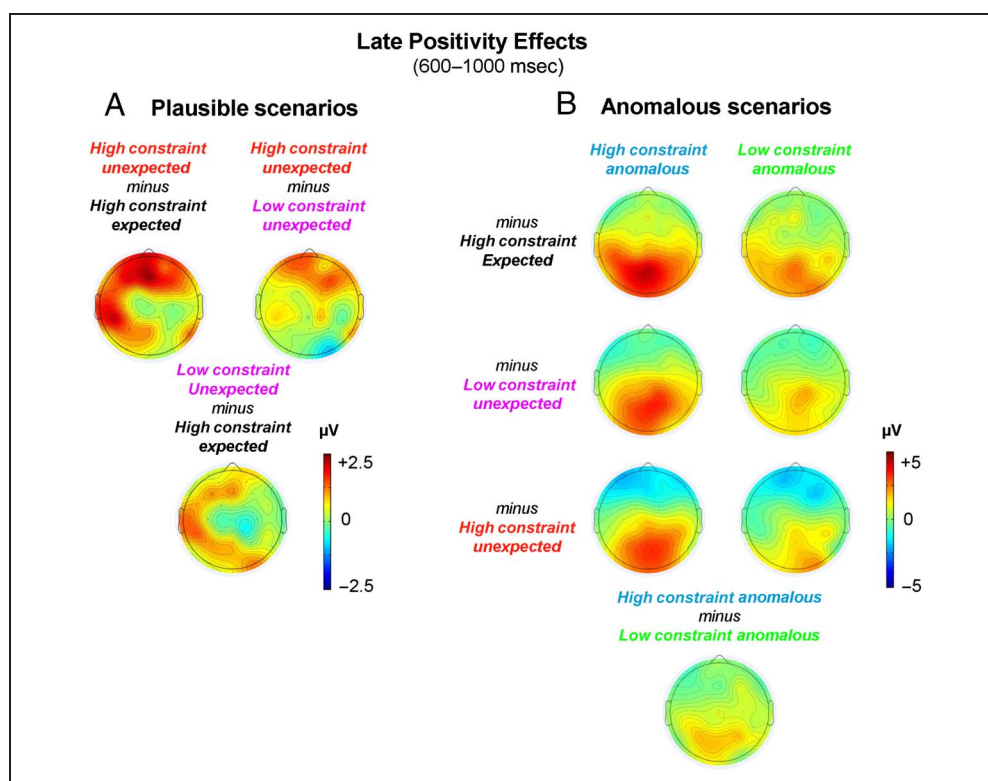 Late Positivity Effects
(600–1000 msec)
A Plausible scenarios
High constraint
unexpected
minus
High constraint
expected
High constraint
unexpected
minus
Low constraint
unexpected
Low constraint
Unexpected
minus
High constraint
expected
µV
+2.5
0
−2.5
B Anomalous scenarios
High constraint
anomalous
Low constraint
anomalous
minus
High constraint
Expected
minus
Low constraint
unexpected
minus
High constraint
unexpected
µV
+5
0
−5
High constraint anomalous
minus
Low constraint anomalous